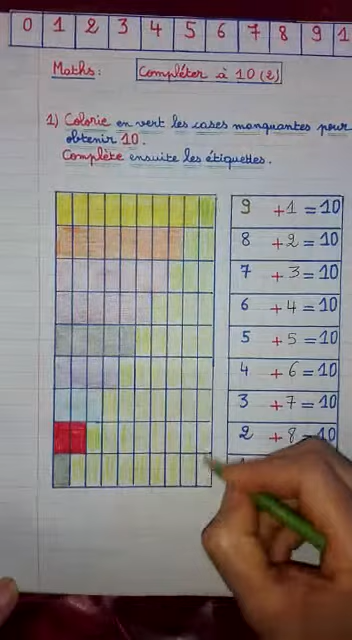 0 1 2 3 4 5 6 7 8 9 1
Maths: Compléter à 10 (2)
1) Colorie en vert les cases manquantes pour
obtenir 10.
Complète ensuite les étiquettes.
9 + 1 = 10
8 + 2 = 10
7 + 3 = 10
6 + 4 = 10
5 + 5 = 10
4 + 6 = 10
3 + 7 = 10
2 + 8 = 10